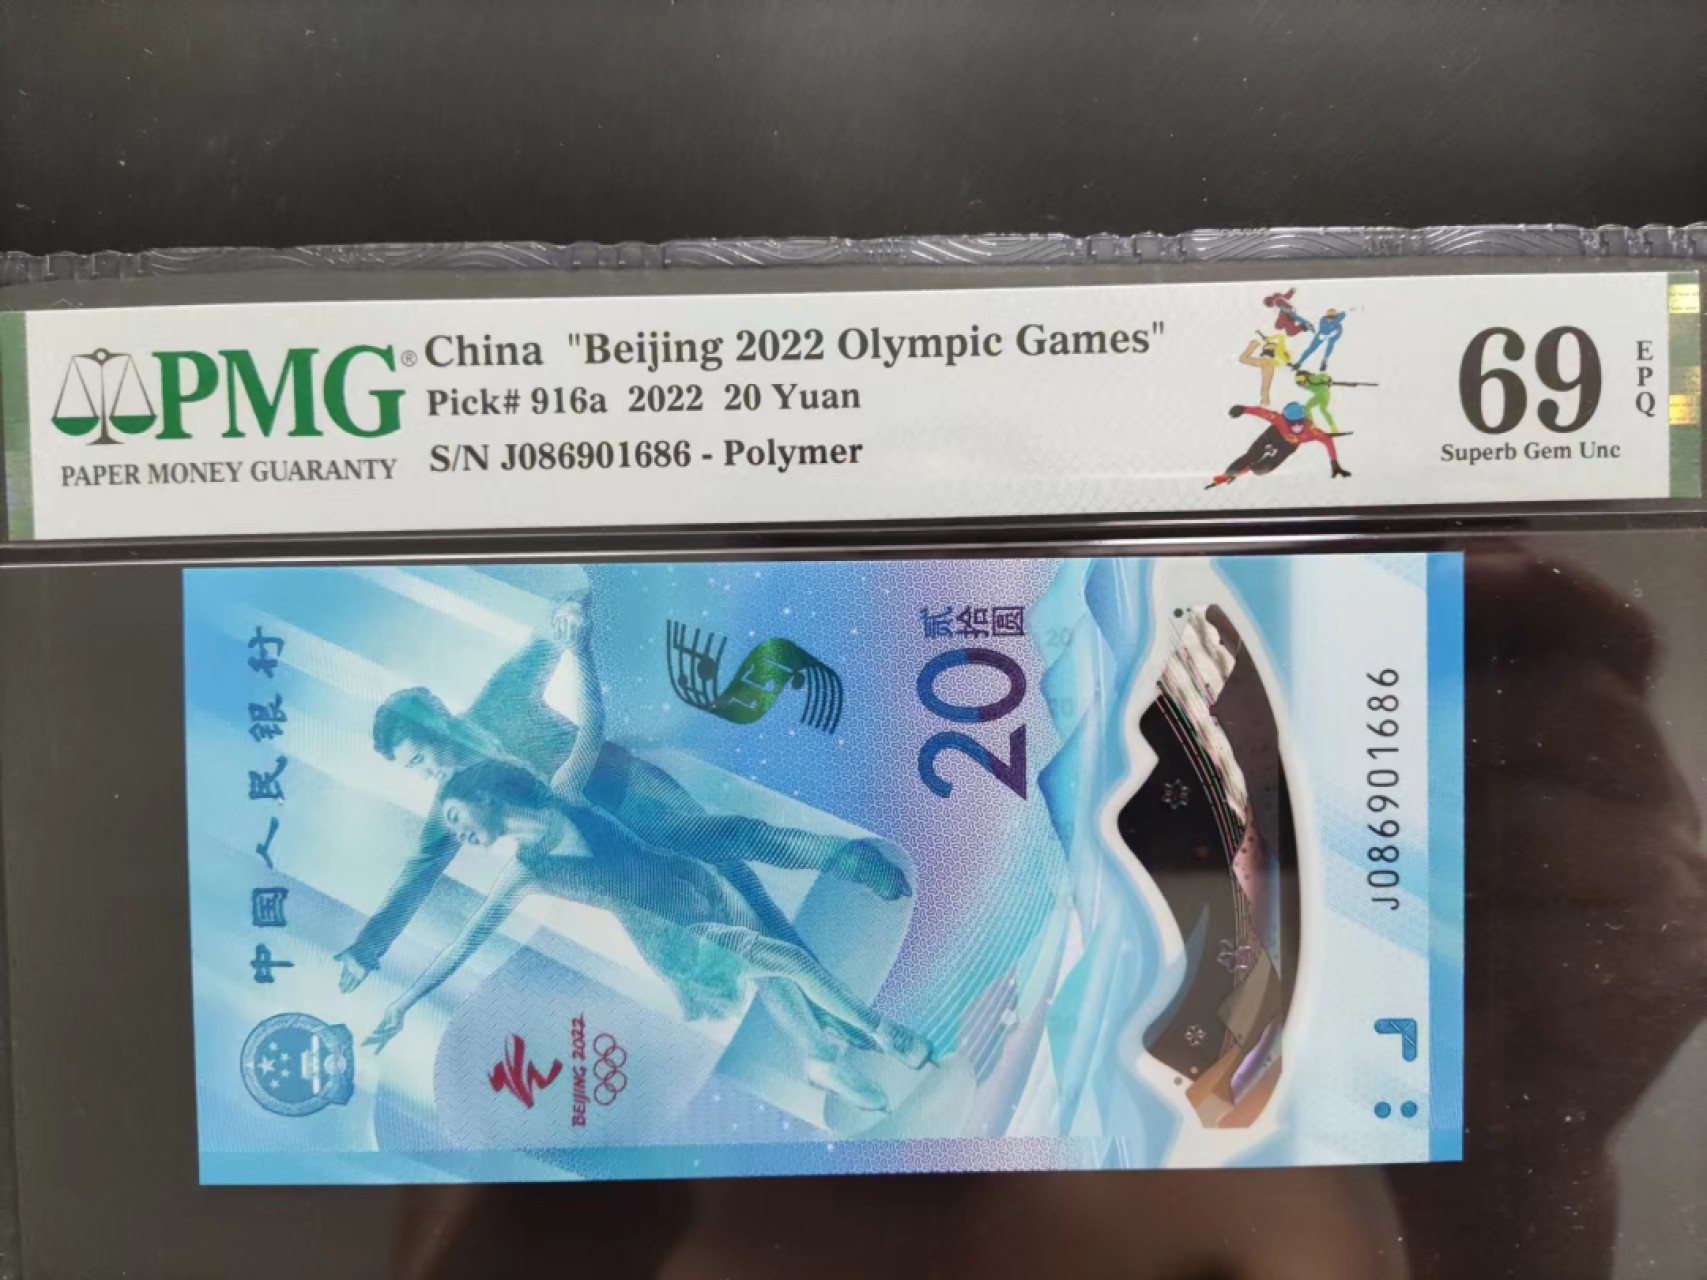 PMG®
PAPER MONEY GUARANTY
China "Beijing 2022 Olympic Games"
Pick# 916a 2022 20 Yuan
S/N J086901686 - Polymer
69
EPQ
Superb Gem Unc
中国人民银行
BEIJING 2022
贰拾圆
20
20
J086901686